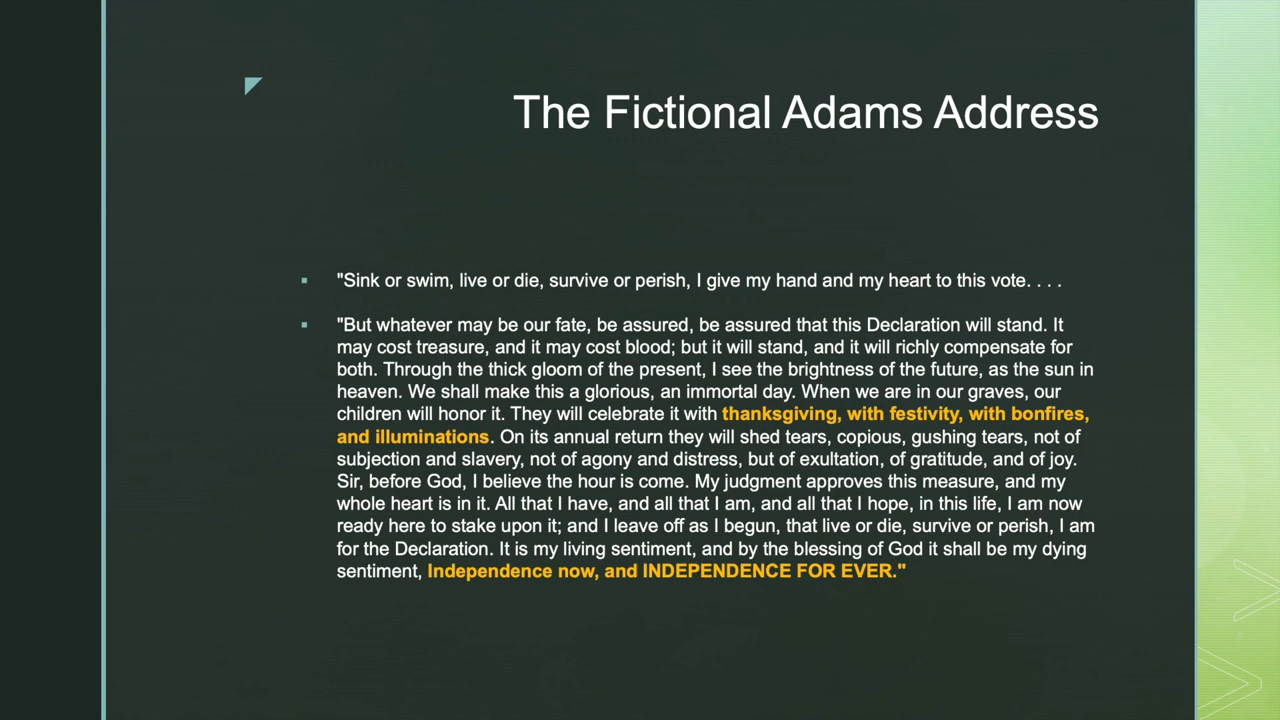 The Fictional Adams Address
"Sink or swim, live or die, survive or perish, I give my hand and my heart to this vote. . . .
"But whatever may be our fate, be assured, be assured that this Declaration will stand. It
may cost treasure, and it may cost blood; but it will stand, and it will richly compensate for
both. Through the thick gloom of the present, I see the brightness of the future, as the sun in
heaven. We shall make this a glorious, an immortal day. When we are in our graves, our
children will honor it. They will celebrate it with thanksgiving, with festivity, with bonfires,
and illuminations. On its annual return they will shed tears, copious, gushing tears, not of
subjection and slavery, not of agony and distress, but of exultation, of gratitude, and of joy.
Sir, before God, I believe the hour is come. My judgment approves this measure, and my
whole heart is in it. All that I have, and all that I am, and all that I hope, in this life, I am now
ready here to stake upon it; and I leave off as I begun, that live or die, survive or perish, I am
for the Declaration. It is my living sentiment, and by the blessing of God it shall be my dying
sentiment, Independence now, and INDEPENDENCE FOR EVER."